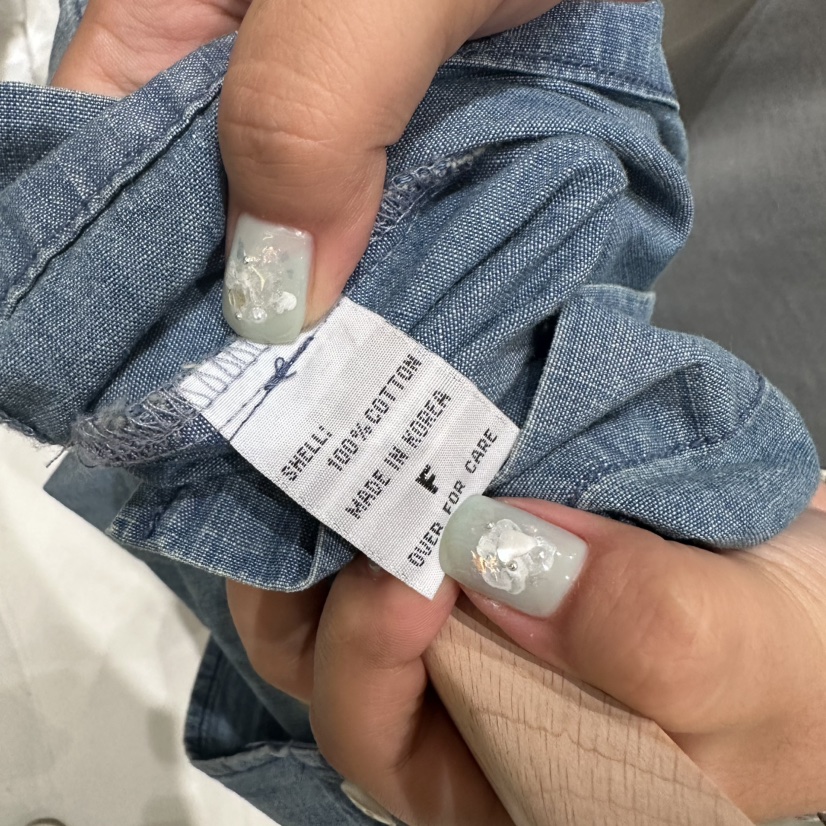 SHELL:
100%COTTON
MADE IN KOREA
F
OVER FOR CARE